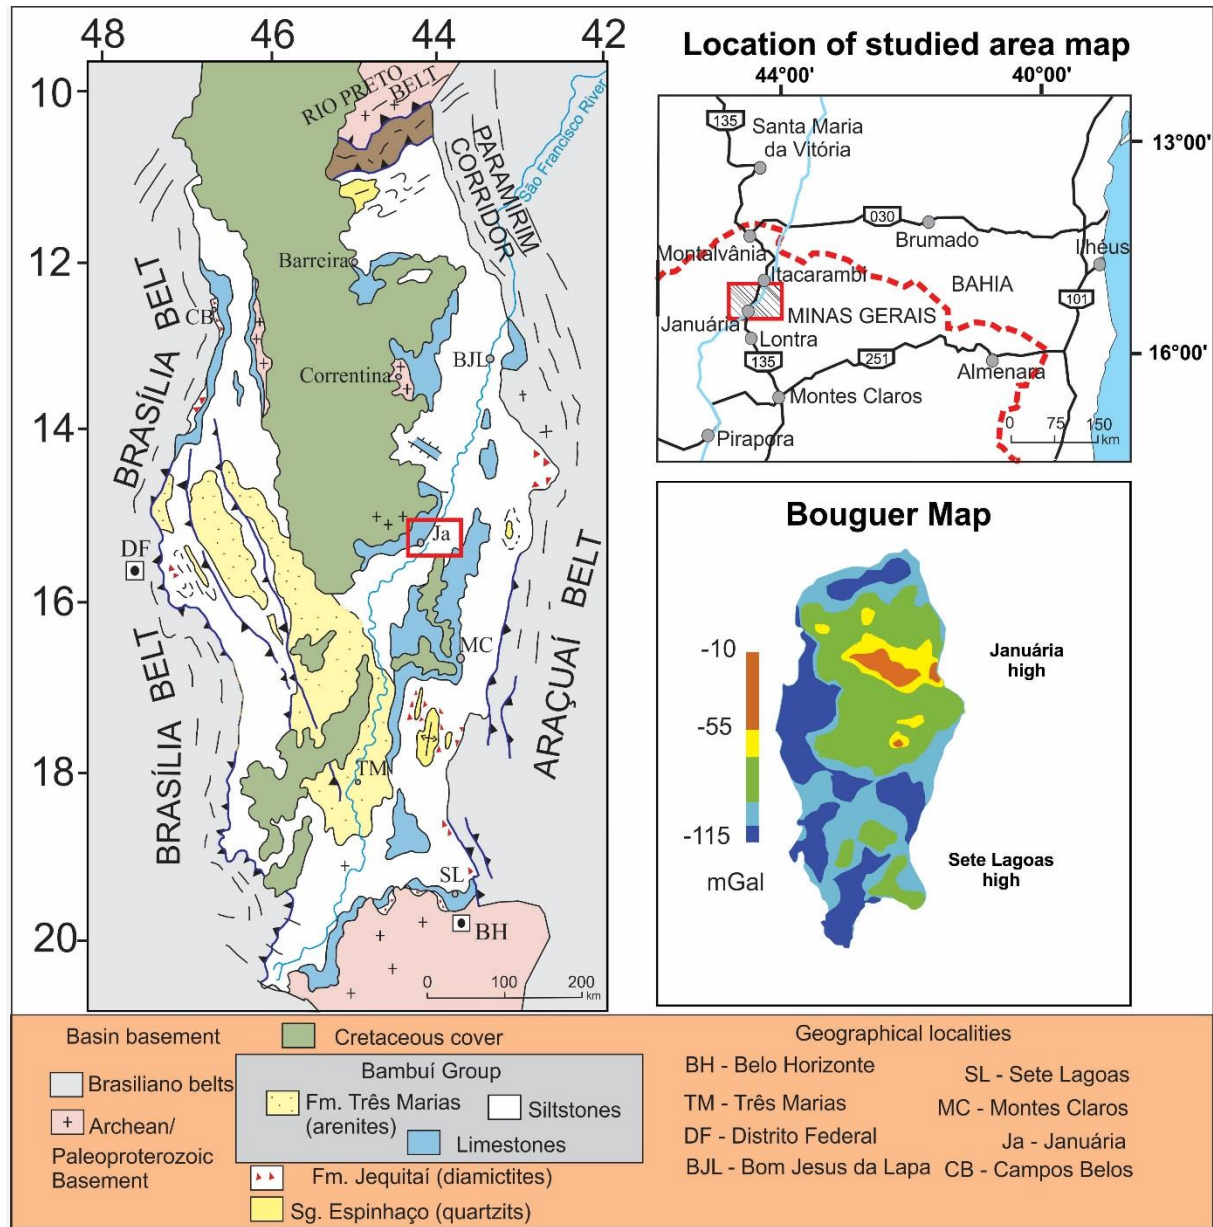 48
46
44
42
10
12
14
16
18
20
RIO PRETO
BELT
PARAMIRIM
CORRIDOR
São Francisco River
BRASÍLIA BELT
BRASÍLIA BELT
ARAÇUAÍ BELT
Barreira
CB
Correntina
BJL
Ja
DF
MC
TM
SL
BH
0
100
200
km
Location of studied area map
44°00'
40°00'
13°00'
16°00'
135
Santa Maria
da Vitória
030
Brumado
Ilhéus
Montalvânia
Itacarambi
BAHIA
101
MINAS GERAIS
Januária
Lontra
135
251
Almenara
Montes Claros
Pirapora
0
75
150
km
Bouguer Map
-10
-55
-115
mGal
Januária
high
Sete Lagoas
high
Basin basement
Cretaceous cover
Brasiliano belts
Archean/
Paleoproterozoic
Basement
Bambuí Group
Fm. Três Marias
(arenites)
Siltstones
Limestones
Fm. Jequitaí (diamictites)
Sg. Espinhaço (quartzits)
Geographical localities
BH - Belo Horizonte
TM - Três Marias
DF - Distrito Federal
BJL - Bom Jesus da Lapa
SL - Sete Lagoas
MC - Montes Claros
Ja - Januária
CB - Campos Belos